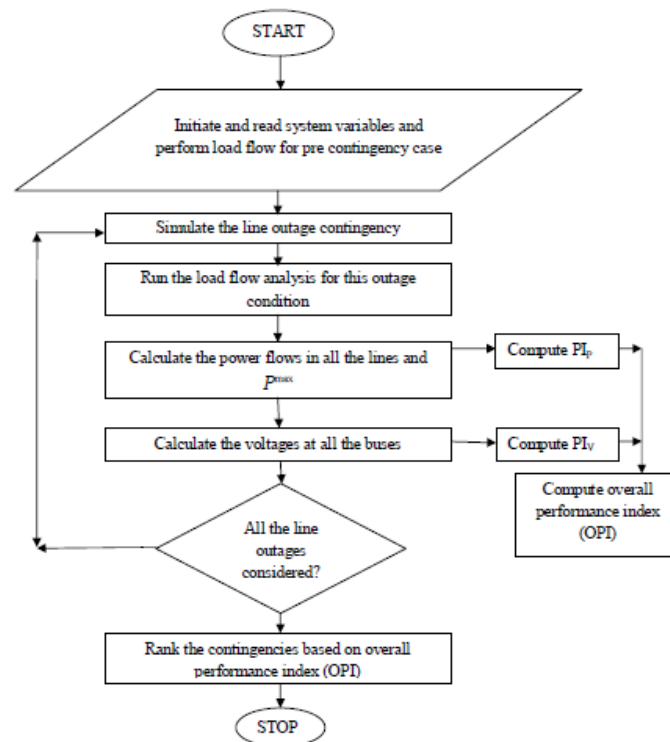 START
Initiate and read system variables and
perform load flow for pre contingency case
Simulate the line outage contingency
Run the load flow analysis for this outage
condition
Calculate the power flows in all the lines and
Pmax
Compute PIP
Calculate the voltages at all the buses
Compute PIV
Compute overall
performance index
(OPI)
All the line
outages
considered?
Rank the contingencies based on overall
performance index (OPI)
STOP